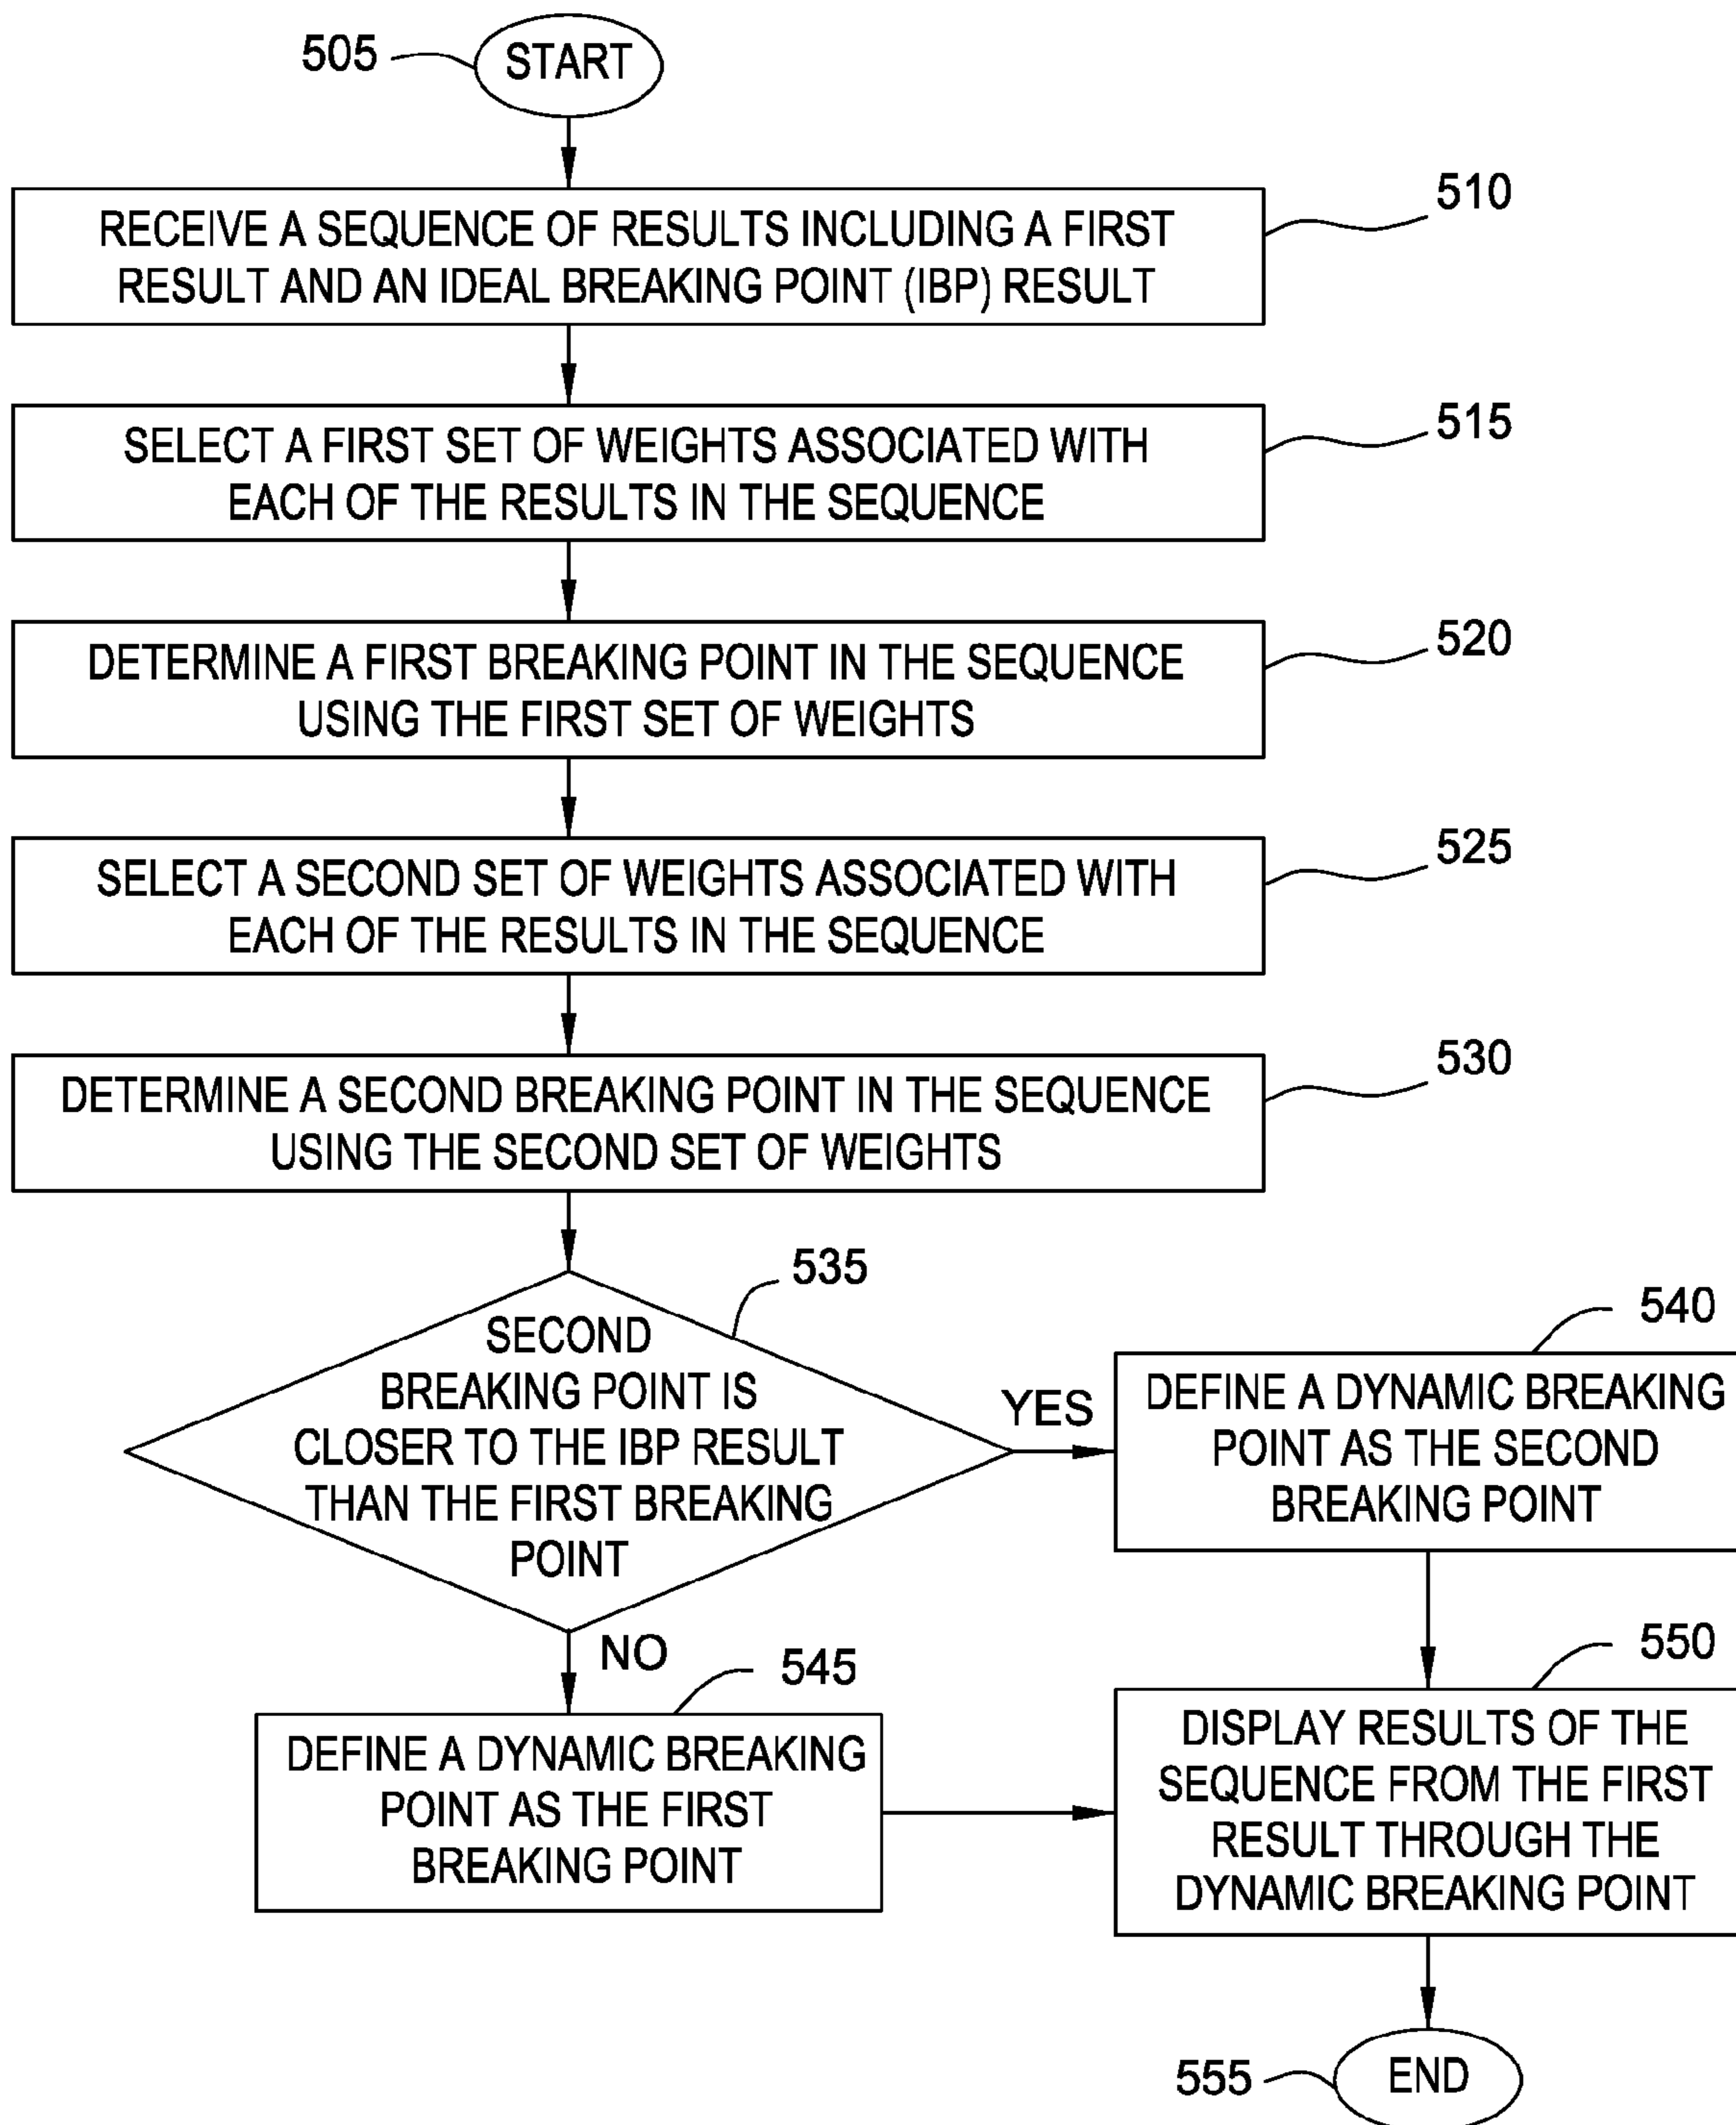 505
START
510
RECEIVE A SEQUENCE OF RESULTS INCLUDING A FIRST
RESULT AND AN IDEAL BREAKING POINT (IBP) RESULT
515
SELECT A FIRST SET OF WEIGHTS ASSOCIATED WITH
EACH OF THE RESULTS IN THE SEQUENCE
520
DETERMINE A FIRST BREAKING POINT IN THE SEQUENCE
USING THE FIRST SET OF WEIGHTS
525
SELECT A SECOND SET OF WEIGHTS ASSOCIATED WITH
EACH OF THE RESULTS IN THE SEQUENCE
530
DETERMINE A SECOND BREAKING POINT IN THE SEQUENCE
USING THE SECOND SET OF WEIGHTS
535
SECOND
BREAKING POINT IS
CLOSER TO THE IBP RESULT
THAN THE FIRST BREAKING
POINT
YES
540
DEFINE A DYNAMIC BREAKING
POINT AS THE SECOND
BREAKING POINT
NO
545
DEFINE A DYNAMIC BREAKING
POINT AS THE FIRST
BREAKING POINT
550
DISPLAY RESULTS OF THE
SEQUENCE FROM THE FIRST
RESULT THROUGH THE
DYNAMIC BREAKING POINT
555
END